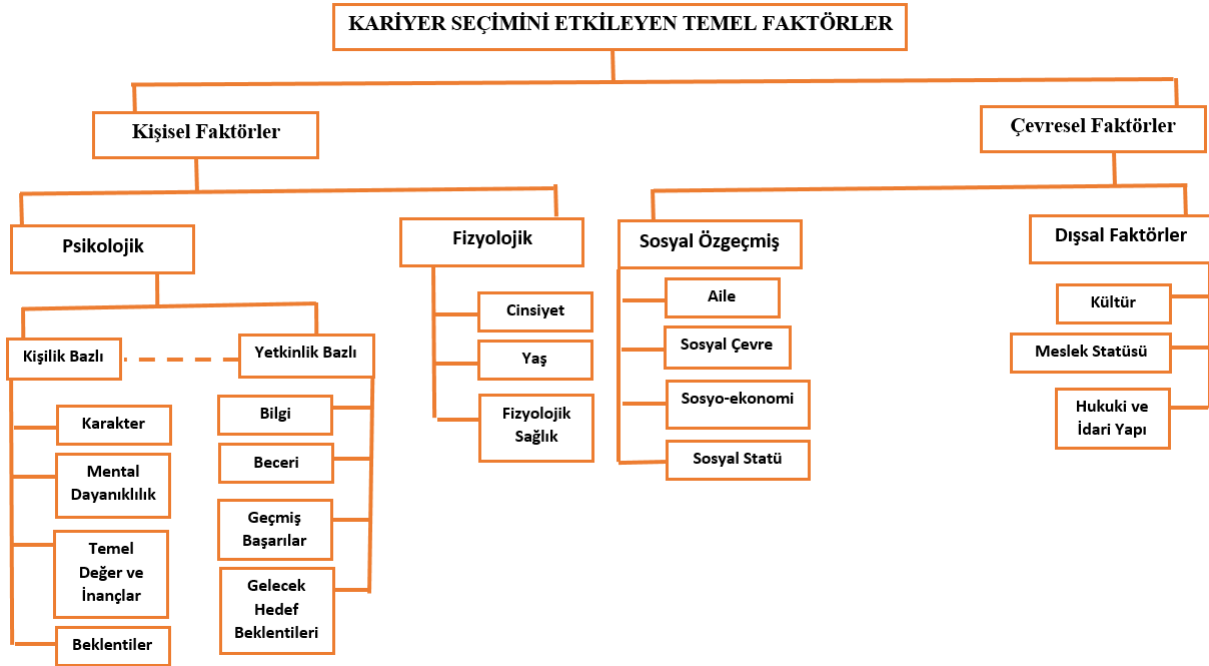 KARİYER SEÇİMİNİ ETKİLEYEN TEMEL FAKTÖRLER
Kişisel Faktörler
Çevresel Faktörler
Psikolojik
Fizyolojik
Sosyal Özgeçmiş
Dışsal Faktörler
Kişilik Bazlı
Yetkinlik Bazlı
Karakter
Mental
Dayanıklılık
Temel
Değer ve
İnançlar
Beklentiler
Bilgi
Beceri
Geçmiş
Başarılar
Gelecek
Hedef
Beklentileri
Cinsiyet
Yaş
Fizyolojik
Sağlık
Aile
Sosyal Çevre
Sosyo-ekonomi
Sosyal Statü
Kültür
Meslek Statüsü
Hukuki ve
İdari Yapı